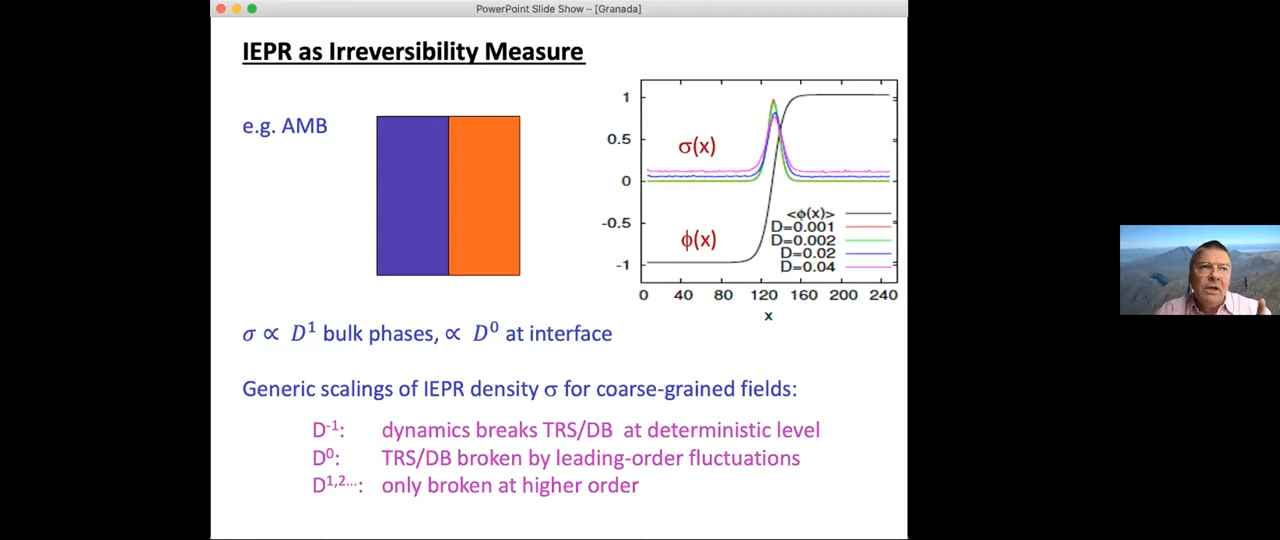 PowerPoint Slide Show – [Granada]
IEPR as Irreversibility Measure
e.g. AMB
1
0.5
0
-0.5
-1
σ(x)
ϕ(x)
<ϕ(x)>
D=0.001
D=0.002
D=0.02
D=0.04
0 40 80 120 160 200 240
x
σ ∝ D¹ bulk phases, ∝ D⁰ at interface
Generic scalings of IEPR density σ for coarse-grained fields:
D⁻¹: dynamics breaks TRS/DB at deterministic level
D⁰: TRS/DB broken by leading-order fluctuations
D¹,²…: only broken at higher order